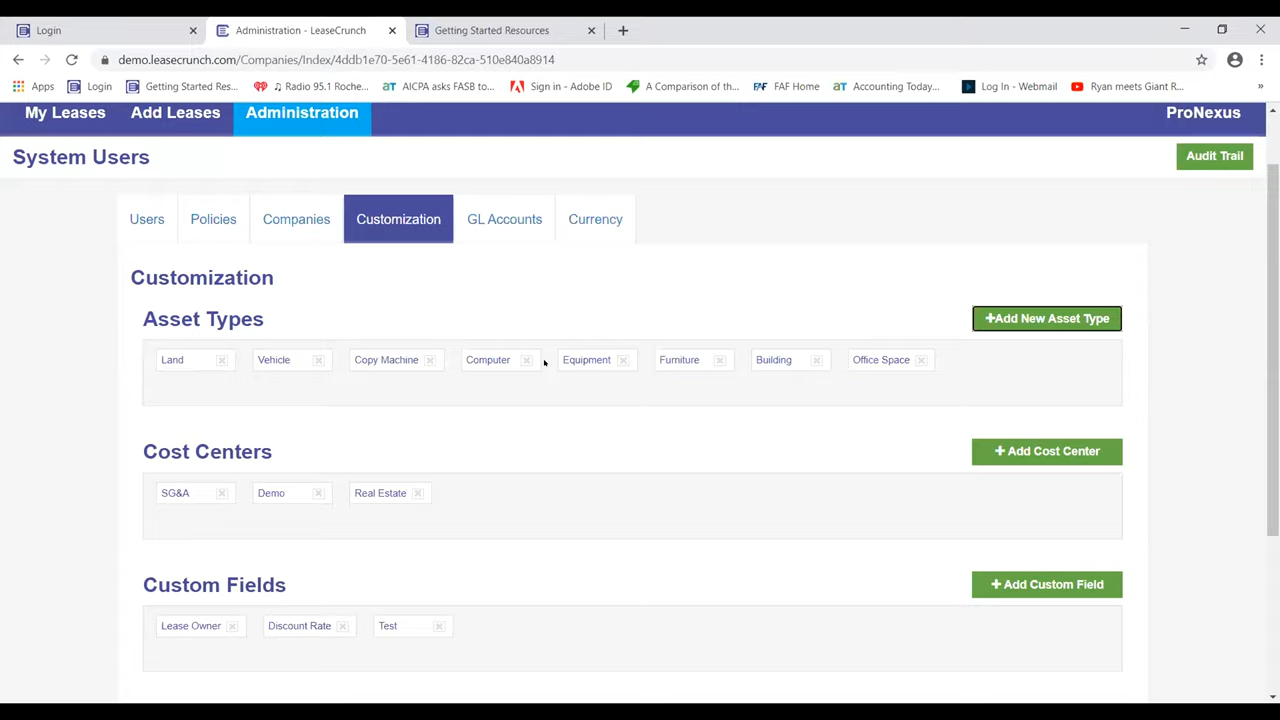 Login
Administration - LeaseCrunch
Getting Started Resources
demo.leasecrunch.com/Companies/Index/4ddb1e70-5e61-4186-82ca-510e840a8914
Apps Login Getting Started Res... Radio 95.1 Roche... AICPA asks FASB to... Sign in - Adobe ID A Comparison of th... FAF Home Accounting Today... Log In - Webmail Ryan meets Giant R... »
My Leases Add Leases Administration ProNexus
System Users Audit Trail
Users Policies Companies Customization GL Accounts Currency
Customization
Asset Types +Add New Asset Type
Land Vehicle Copy Machine Computer Equipment Furniture Building Office Space
Cost Centers + Add Cost Center
SG&A Demo Real Estate
Custom Fields + Add Custom Field
Lease Owner Discount Rate Test